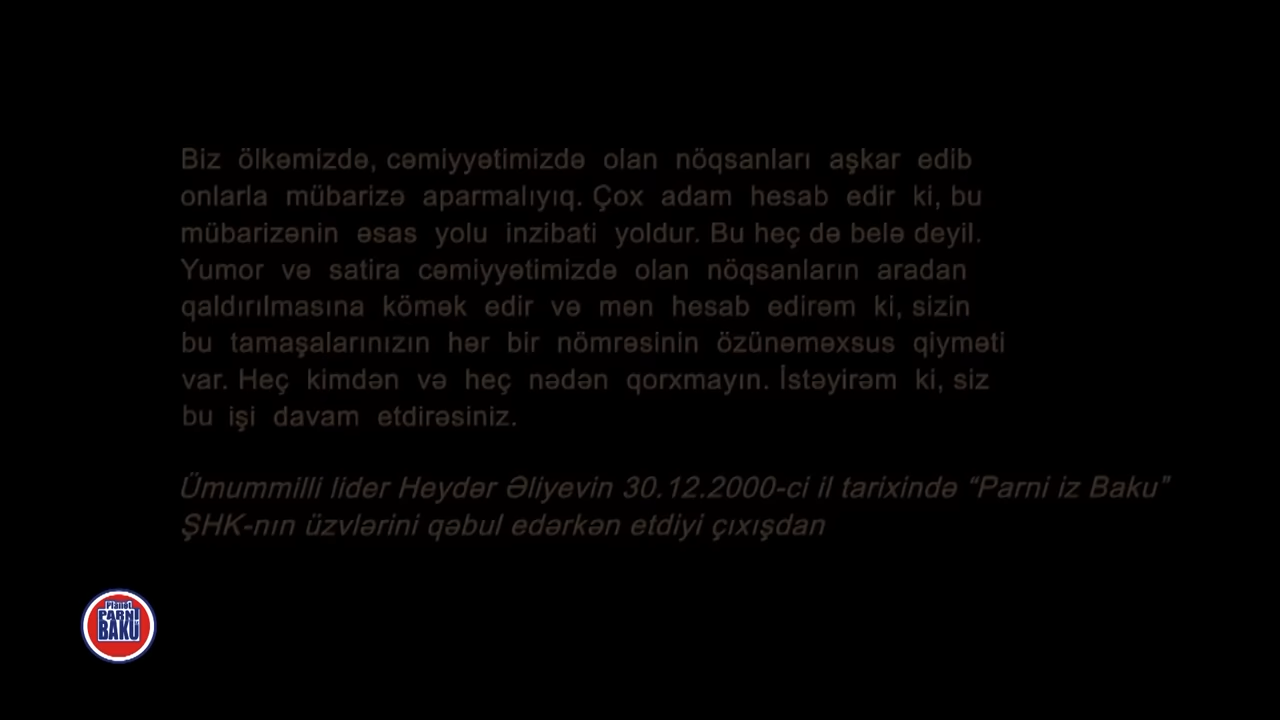 Biz ölkəmizdə, cəmiyyətimizdə olan nöqsanları aşkar edib
onlarla mübarizə aparmalıyıq. Çox adam hesab edir ki, bu
mübarizənin əsas yolu inzibati yoldur. Bu heç də belə deyil.
Yumor və satira cəmiyyətimizdə olan nöqsanların aradan
qaldırılmasına kömək edir və mən hesab edirəm ki, sizin
bu tamaşalarınızın hər bir nömrəsinin özünəməxsus qiyməti
var. Heç kimdən və heç nədən qorxmayın. İstəyirəm ki, siz
bu işi davam etdirəsiniz.
Ümummilli lider Heydər Əliyevin 30.12.2000-ci il tarixində “Parni iz Baku”
ŞHK-nın üzvlərini qəbul edərkən etdiyi çıxışdan
Planet
PARNI
BAKU